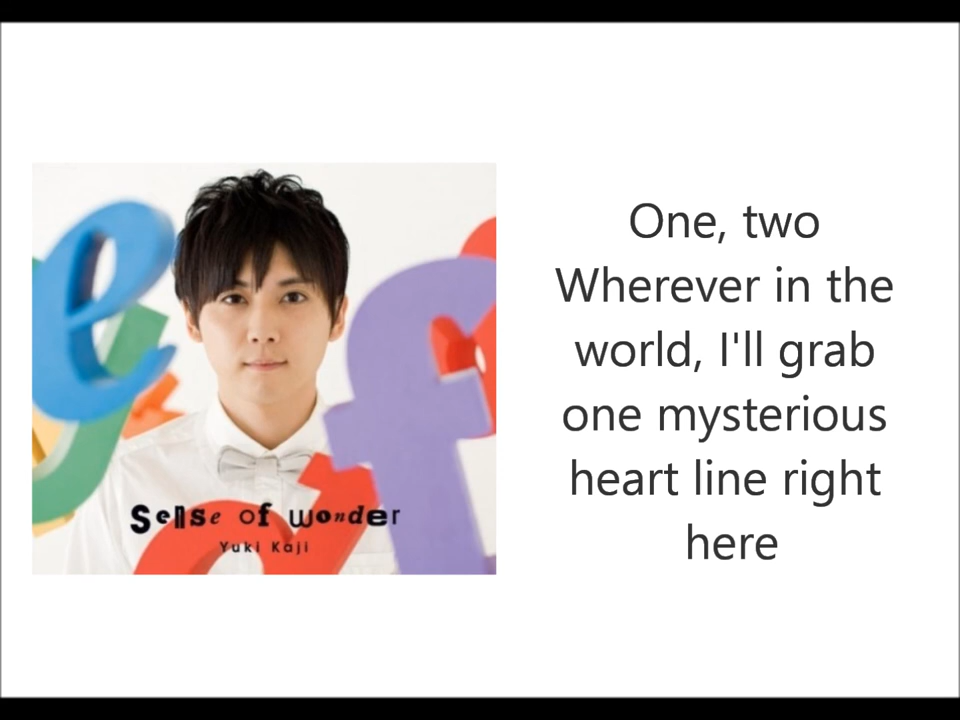 One, two
Wherever in the
world, I'll grab
one mysterious
heart line right
here
Sense of wonder
Yuki Kaji